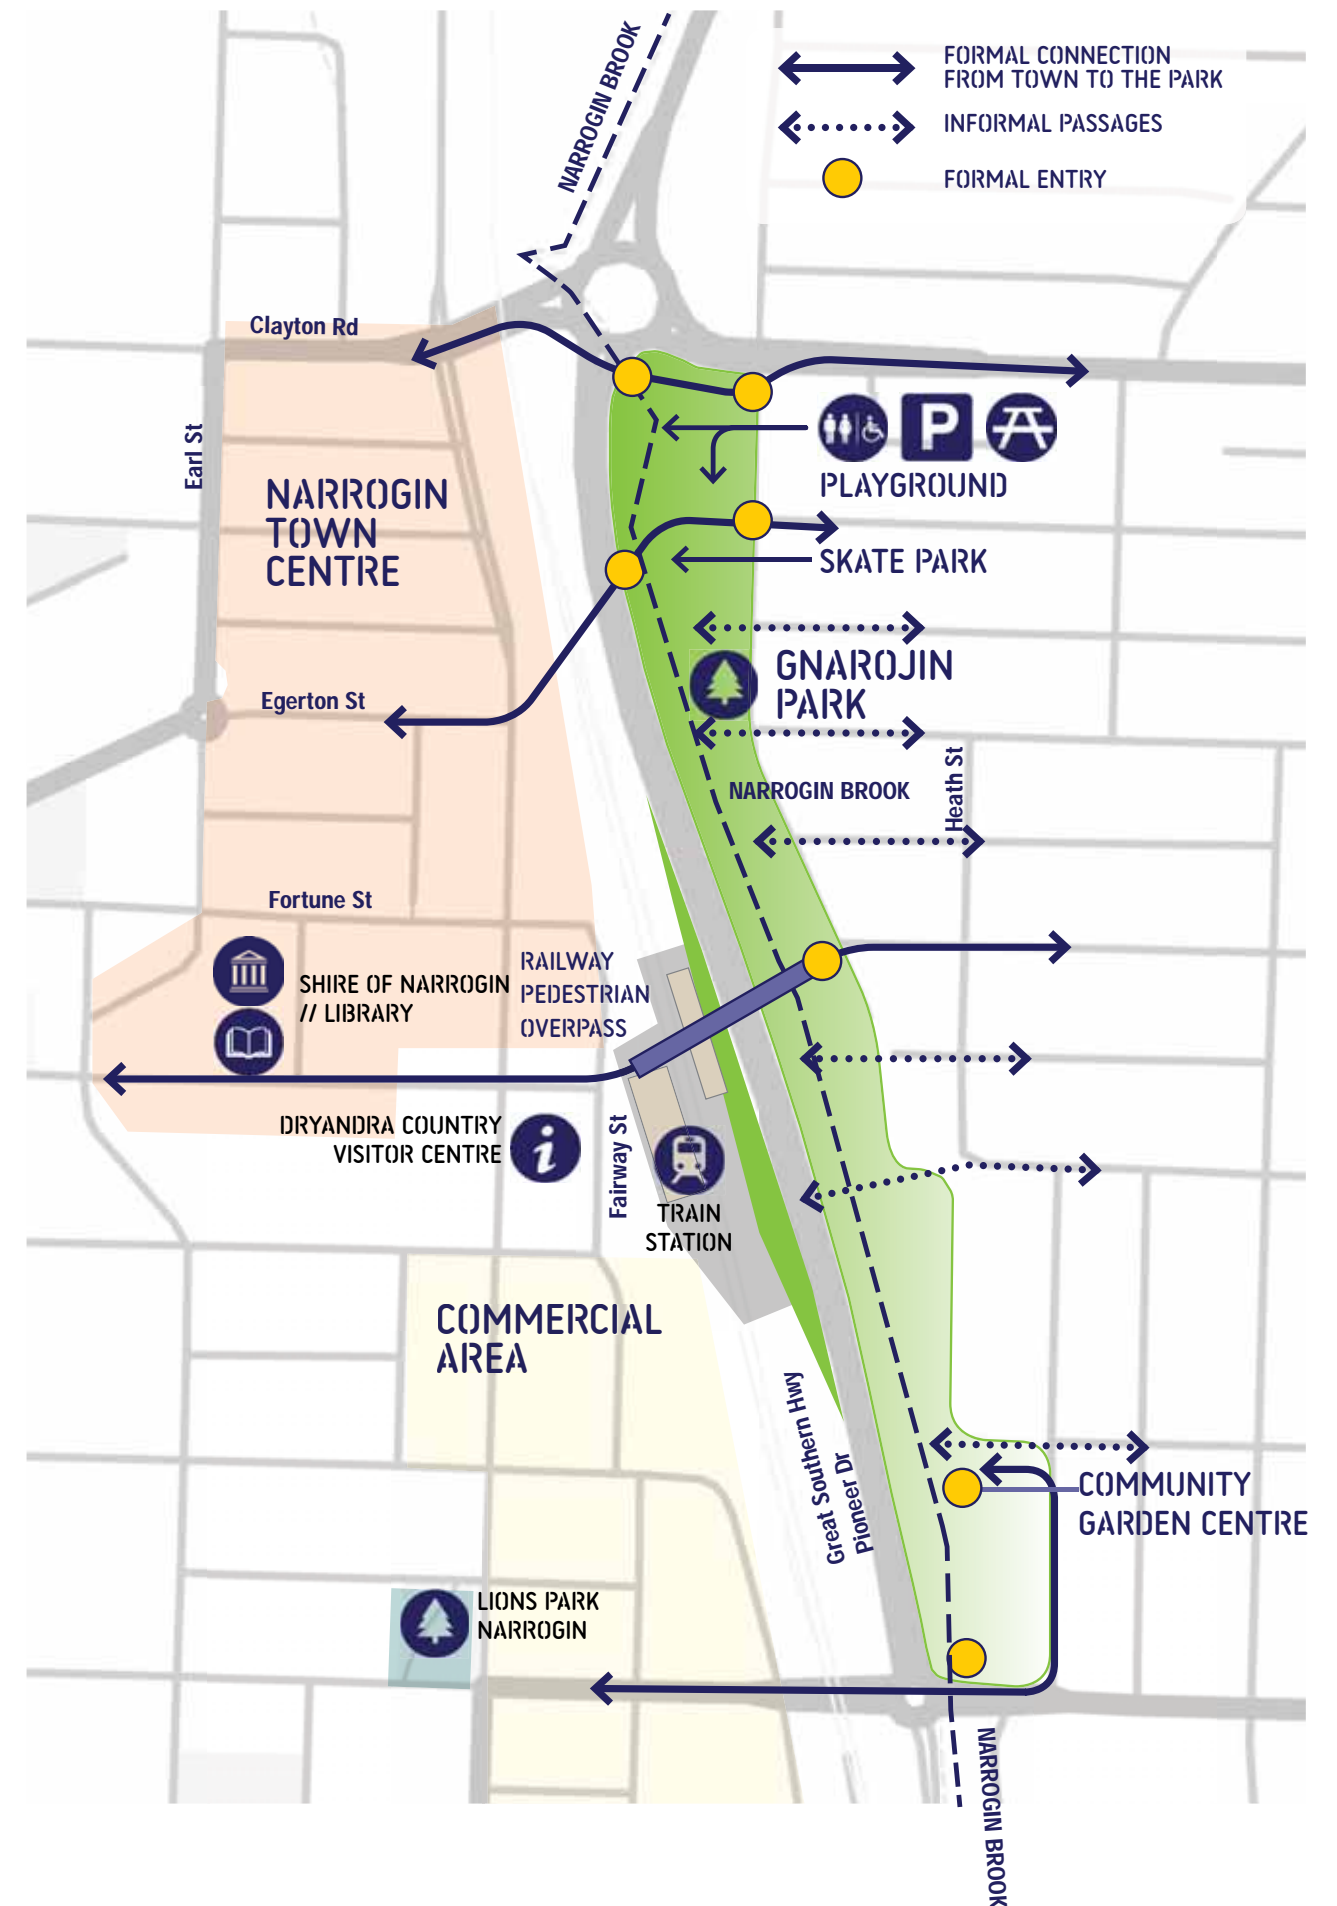 NARROGIN BROOK
FORMAL CONNECTION
FROM TOWN TO THE PARK
INFORMAL PASSAGES
FORMAL ENTRY
Clayton Rd
Earl St
NARROGIN
TOWN
CENTRE
P
PLAYGROUND
SKATE PARK
GNAROJIN
PARK
Egerton St
NARROGIN BROOK
Heath St
Fortune St
SHIRE OF NARROGIN
// LIBRARY
RAILWAY
PEDESTRIAN
OVERPASS
DRYANDRA COUNTRY
VISITOR CENTRE
i
Fairway St
TRAIN
STATION
COMMERCIAL
AREA
Great Southern Hwy
Pioneer Dr
COMMUNITY
GARDEN CENTRE
LIONS PARK
NARROGIN
NARROGIN BROOK